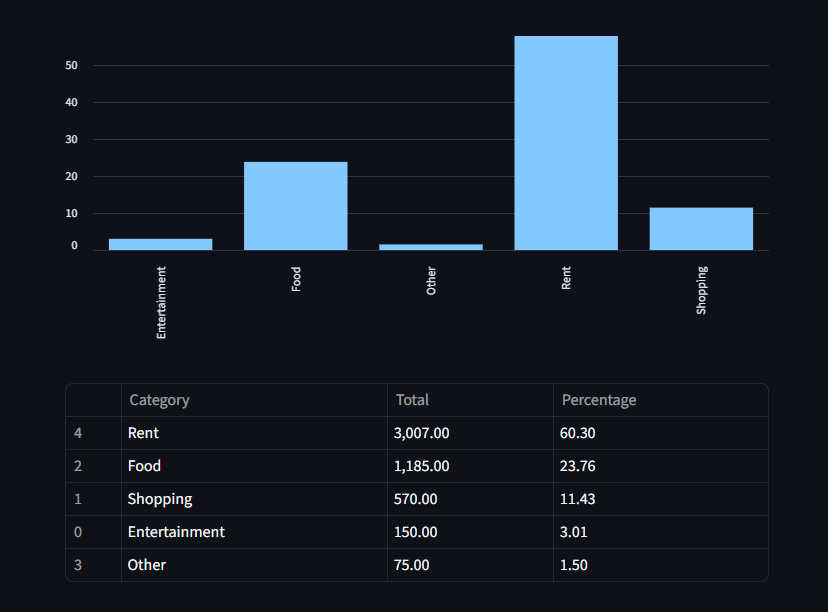 50
40
30
20
10
0
Entertainment Food Other Rent Shopping
Category Total Percentage
4 Rent 3,007.00 60.30
2 Food 1,185.00 23.76
1 Shopping 570.00 11.43
0 Entertainment 150.00 3.01
3 Other 75.00 1.50